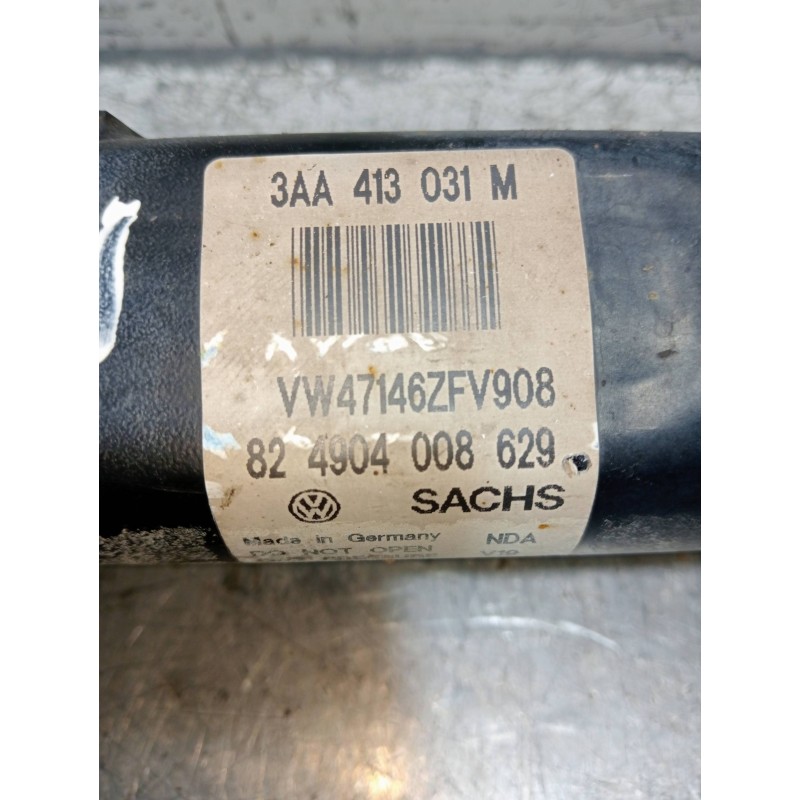 3AA 413 031 M
VW47146ZFV908
82 4904 008 629
SACHS
Made in Germany NDA
DO NOT OPEN